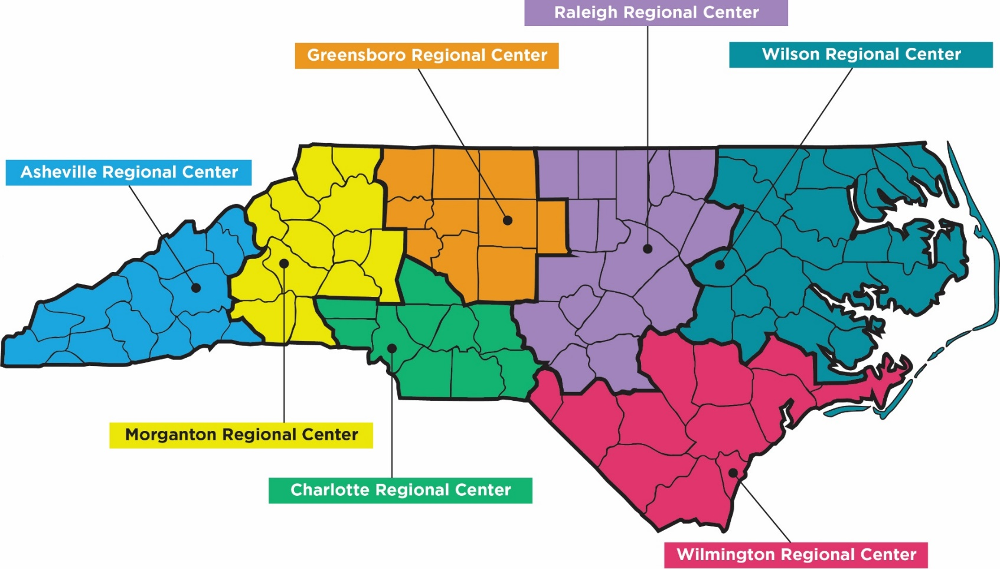 Raleigh Regional Center
Greensboro Regional Center
Wilson Regional Center
Asheville Regional Center
Morganton Regional Center
Charlotte Regional Center
Wilmington Regional Center